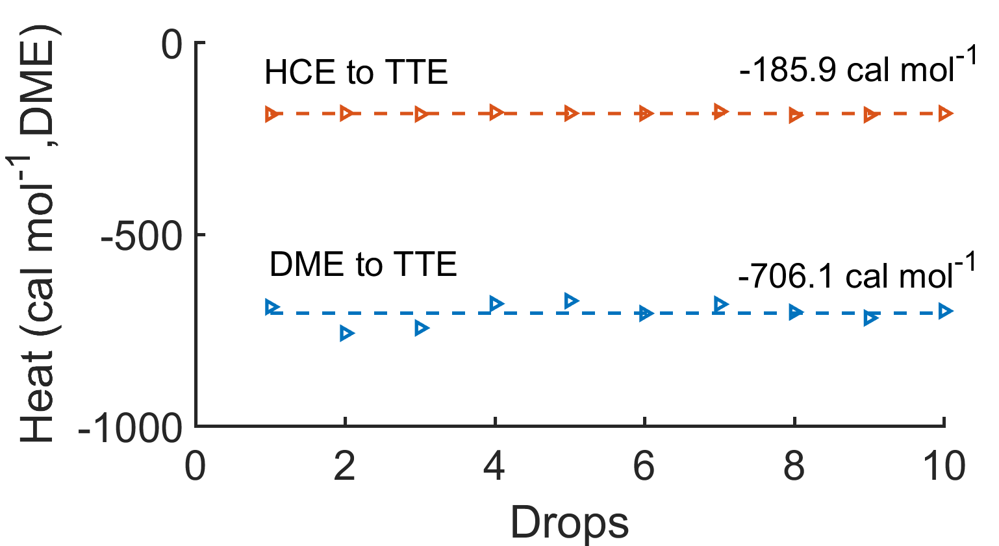 Heat (cal mol⁻¹,DME)
0
HCE to TTE
-185.9 cal mol⁻¹
-500
DME to TTE
-706.1 cal mol⁻¹
-1000
0 2 4 6 8 10
Drops